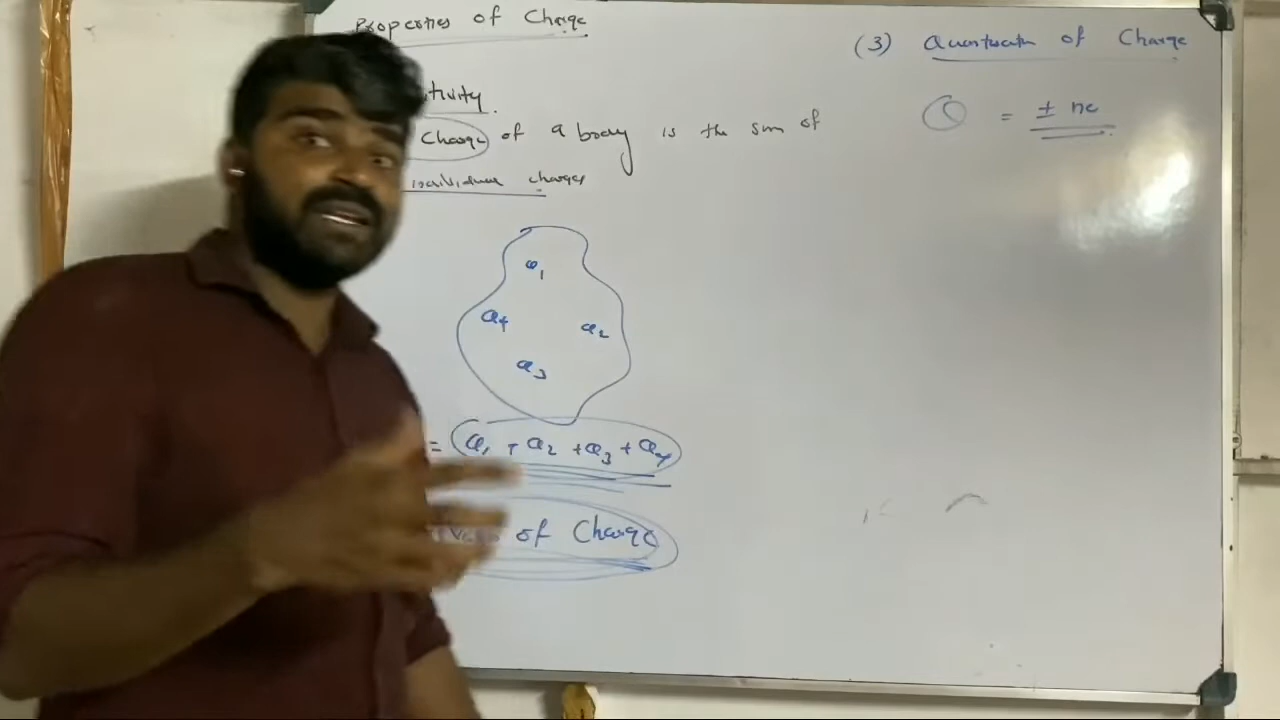 Properties of Charge
tivity
Charge of a body is the sum of
individual charges
Q1
Q4 Q2
Q3
= Q1 + Q2 + Q3 + Q4
of Charge
(3) Quantization of Charge
Q = ± ne